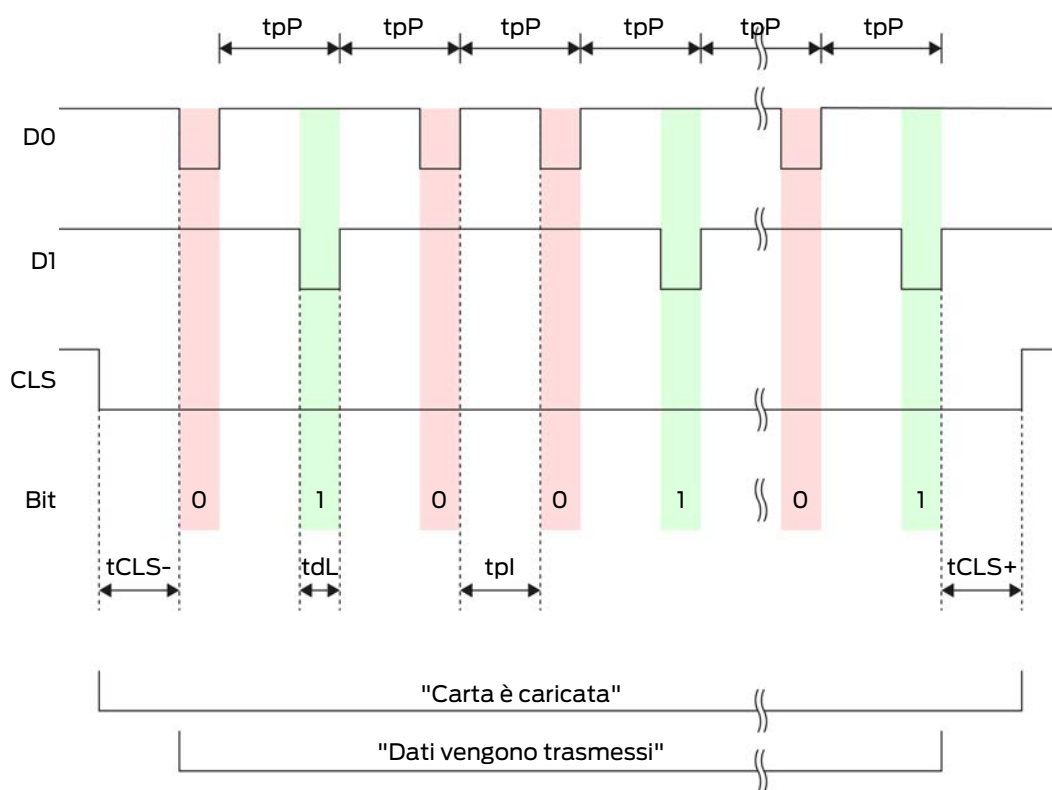 tpP tpP tpP tpP tpP tpP
D0
D1
CLS
Bit 0 1 0 0 1 0 1
tCLS- tdL tpI tCLS+
"Carta è caricata"
"Dati vengono trasmessi"